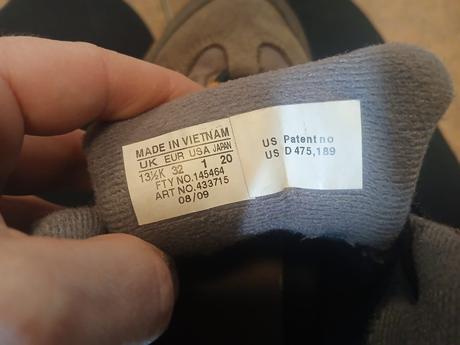 MADE IN VIETNAM
UK EUR USA JAPAN
13½K 32 1 20
FTY NO.145464
ART NO.433715
08/09
US Patent no
US D 475,189